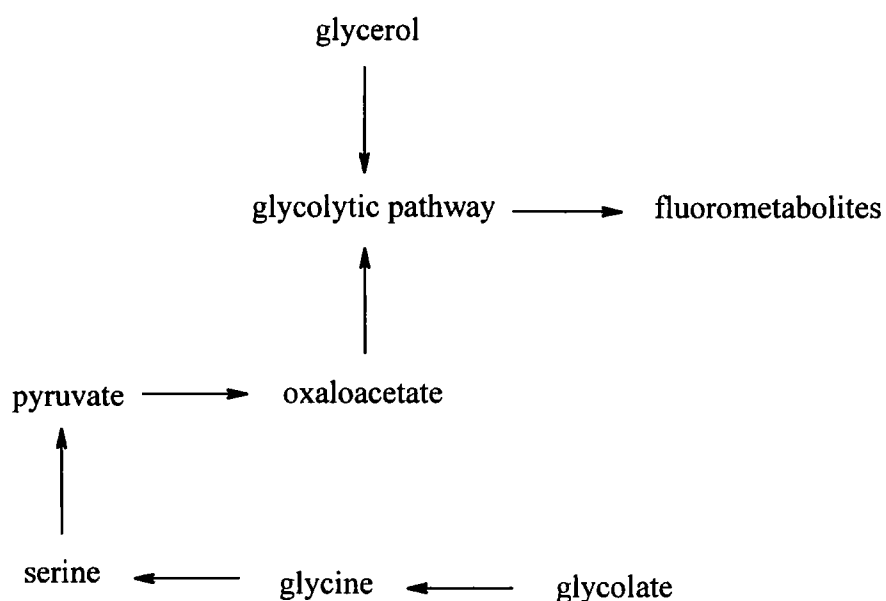 glycerol
glycolytic pathway
fluorometabolites
pyruvate
oxaloacetate
serine
glycine
glycolate